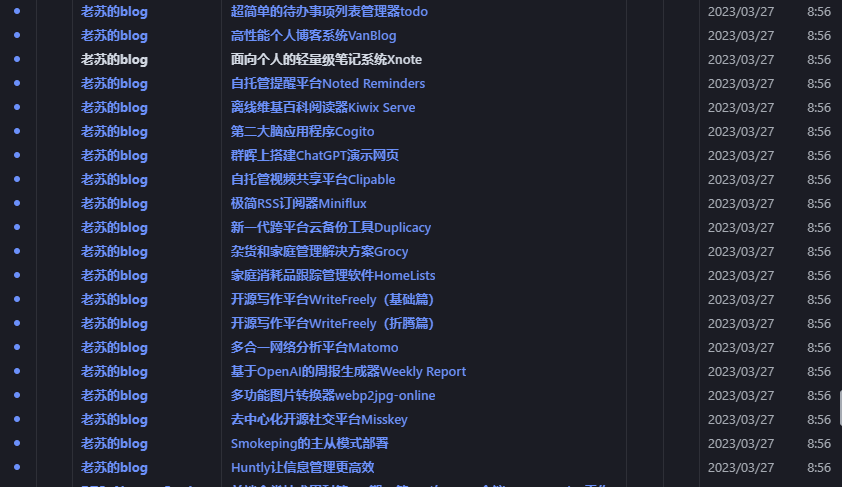 老苏的blog 超简单的待办事项列表管理器todo 2023/03/27 8:56
老苏的blog 高性能个人博客系统VanBlog 2023/03/27 8:56
老苏的blog 面向个人的轻量级笔记系统Xnote 2023/03/27 8:56
老苏的blog 自托管提醒平台Noted Reminders 2023/03/27 8:56
老苏的blog 离线维基百科阅读器Kiwix Serve 2023/03/27 8:56
老苏的blog 第二大脑应用程序Cogito 2023/03/27 8:56
老苏的blog 群晖上搭建ChatGPT演示网页 2023/03/27 8:56
老苏的blog 自托管视频共享平台Clipable 2023/03/27 8:56
老苏的blog 极简RSS订阅器Miniflux 2023/03/27 8:56
老苏的blog 新一代跨平台云备份工具Duplicacy 2023/03/27 8:56
老苏的blog 杂货和家庭管理解决方案Grocy 2023/03/27 8:56
老苏的blog 家庭消耗品跟踪管理软件HomeLists 2023/03/27 8:56
老苏的blog 开源写作平台WriteFreely（基础篇） 2023/03/27 8:56
老苏的blog 开源写作平台WriteFreely（折腾篇） 2023/03/27 8:56
老苏的blog 多合一网络分析平台Matomo 2023/03/27 8:56
老苏的blog 基于OpenAI的周报生成器Weekly Report 2023/03/27 8:56
老苏的blog 多功能图片转换器webp2jpg-online 2023/03/27 8:56
老苏的blog 去中心化开源社交平台Misskey 2023/03/27 8:56
老苏的blog Smokeping的主从模式部署 2023/03/27 8:56
老苏的blog Huntly让信息管理更高效 2023/03/27 8:56